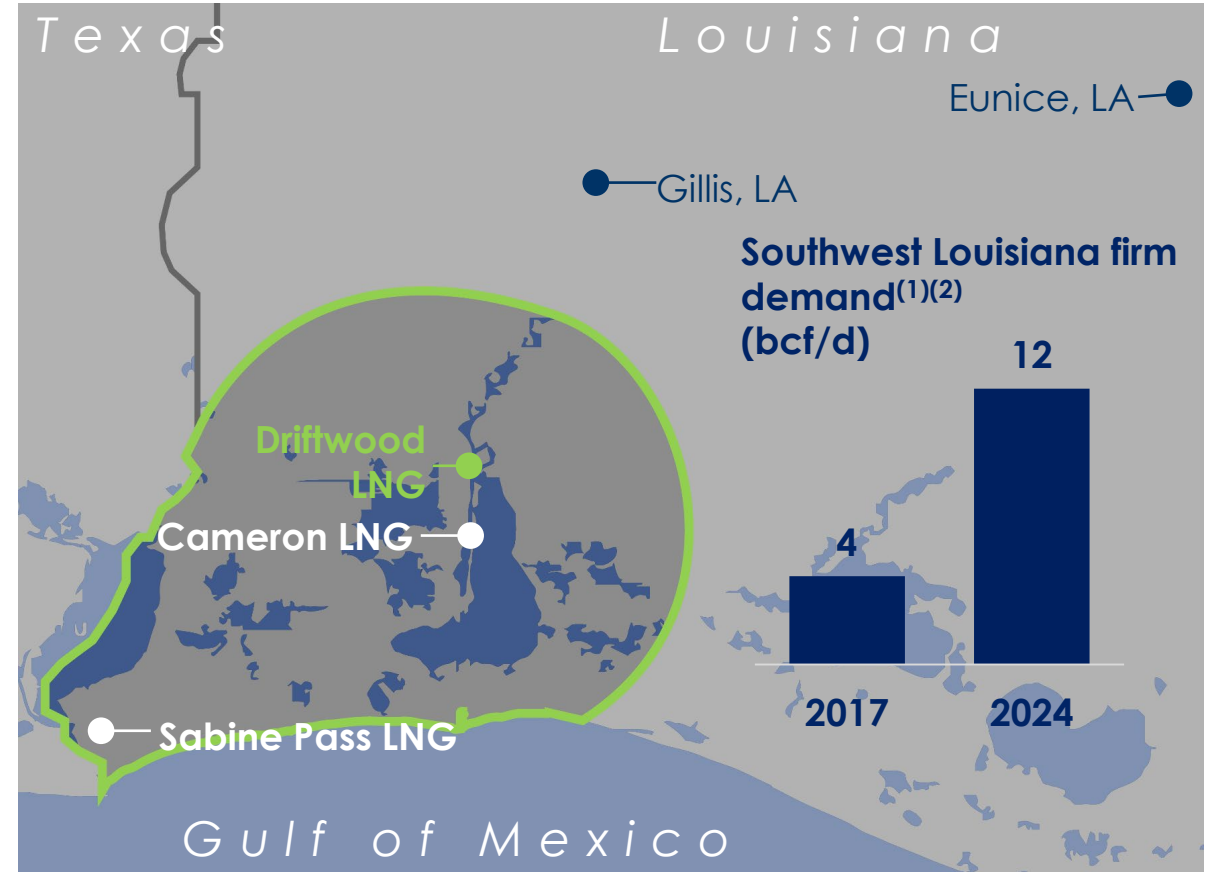 Texas
Louisiana
Eunice, LA
Gillis, LA
Southwest Louisiana firm
demand(1)(2)
(bcf/d)
12
4
2017
2024
Driftwood
LNG
Cameron LNG
Sabine Pass LNG
Gulf of Mexico